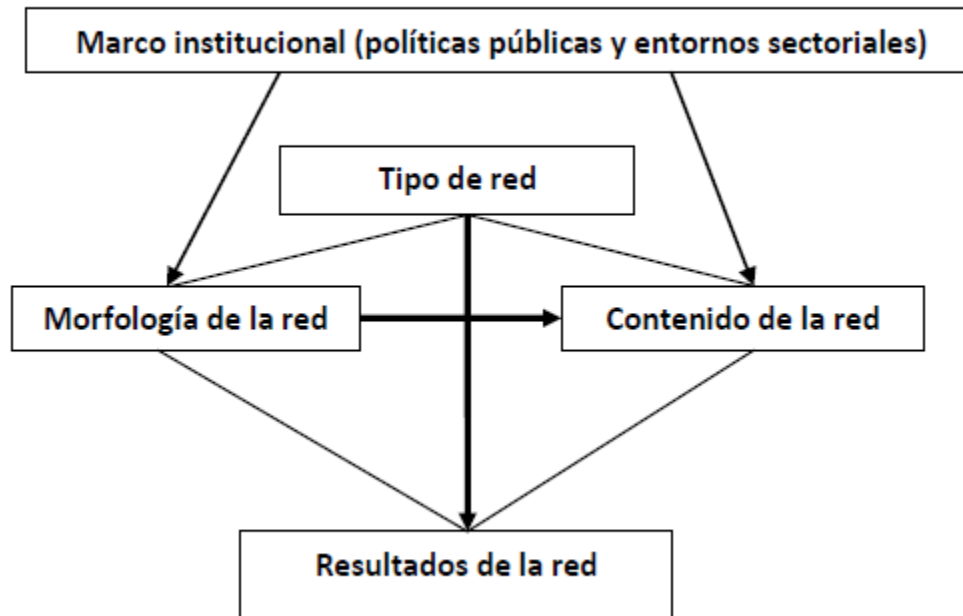 Marco institucional (políticas públicas y entornos sectoriales)
Tipo de red
Morfología de la red
Contenido de la red
Resultados de la red